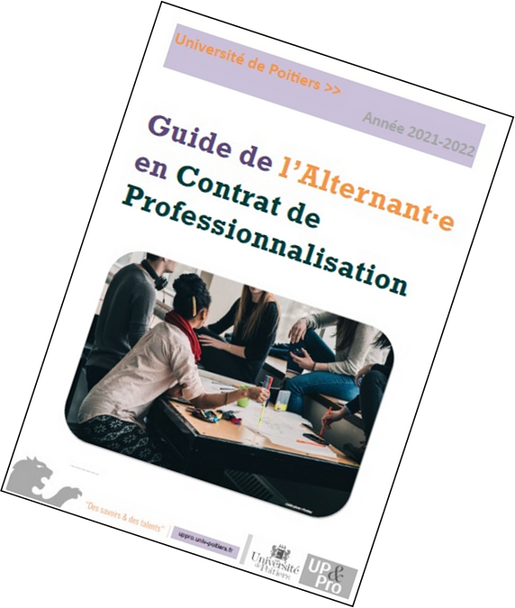 Université de Poitiers >>
Année 2021-2022
Guide de l'Alternant·e
en Contrat de
Professionnalisation
"Des savoirs & des talents"
uppro.univ-poitiers.fr
Université
de Poitiers
UP&
Pro